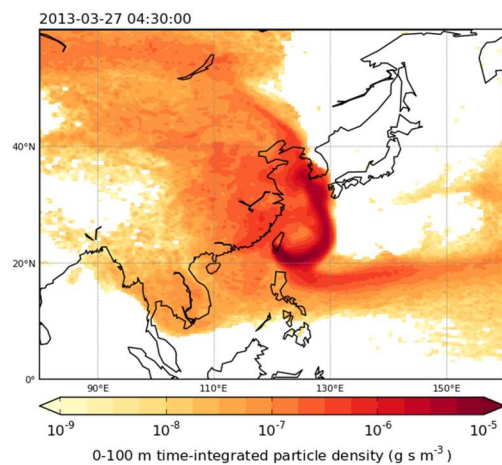 2013-03-27 04:30:00
40°N
20°N
0°
90°E 110°E 130°E 150°E
10⁻⁹ 10⁻⁸ 10⁻⁷ 10⁻⁶ 10⁻⁵
0-100 m time-integrated particle density (g s m⁻³)